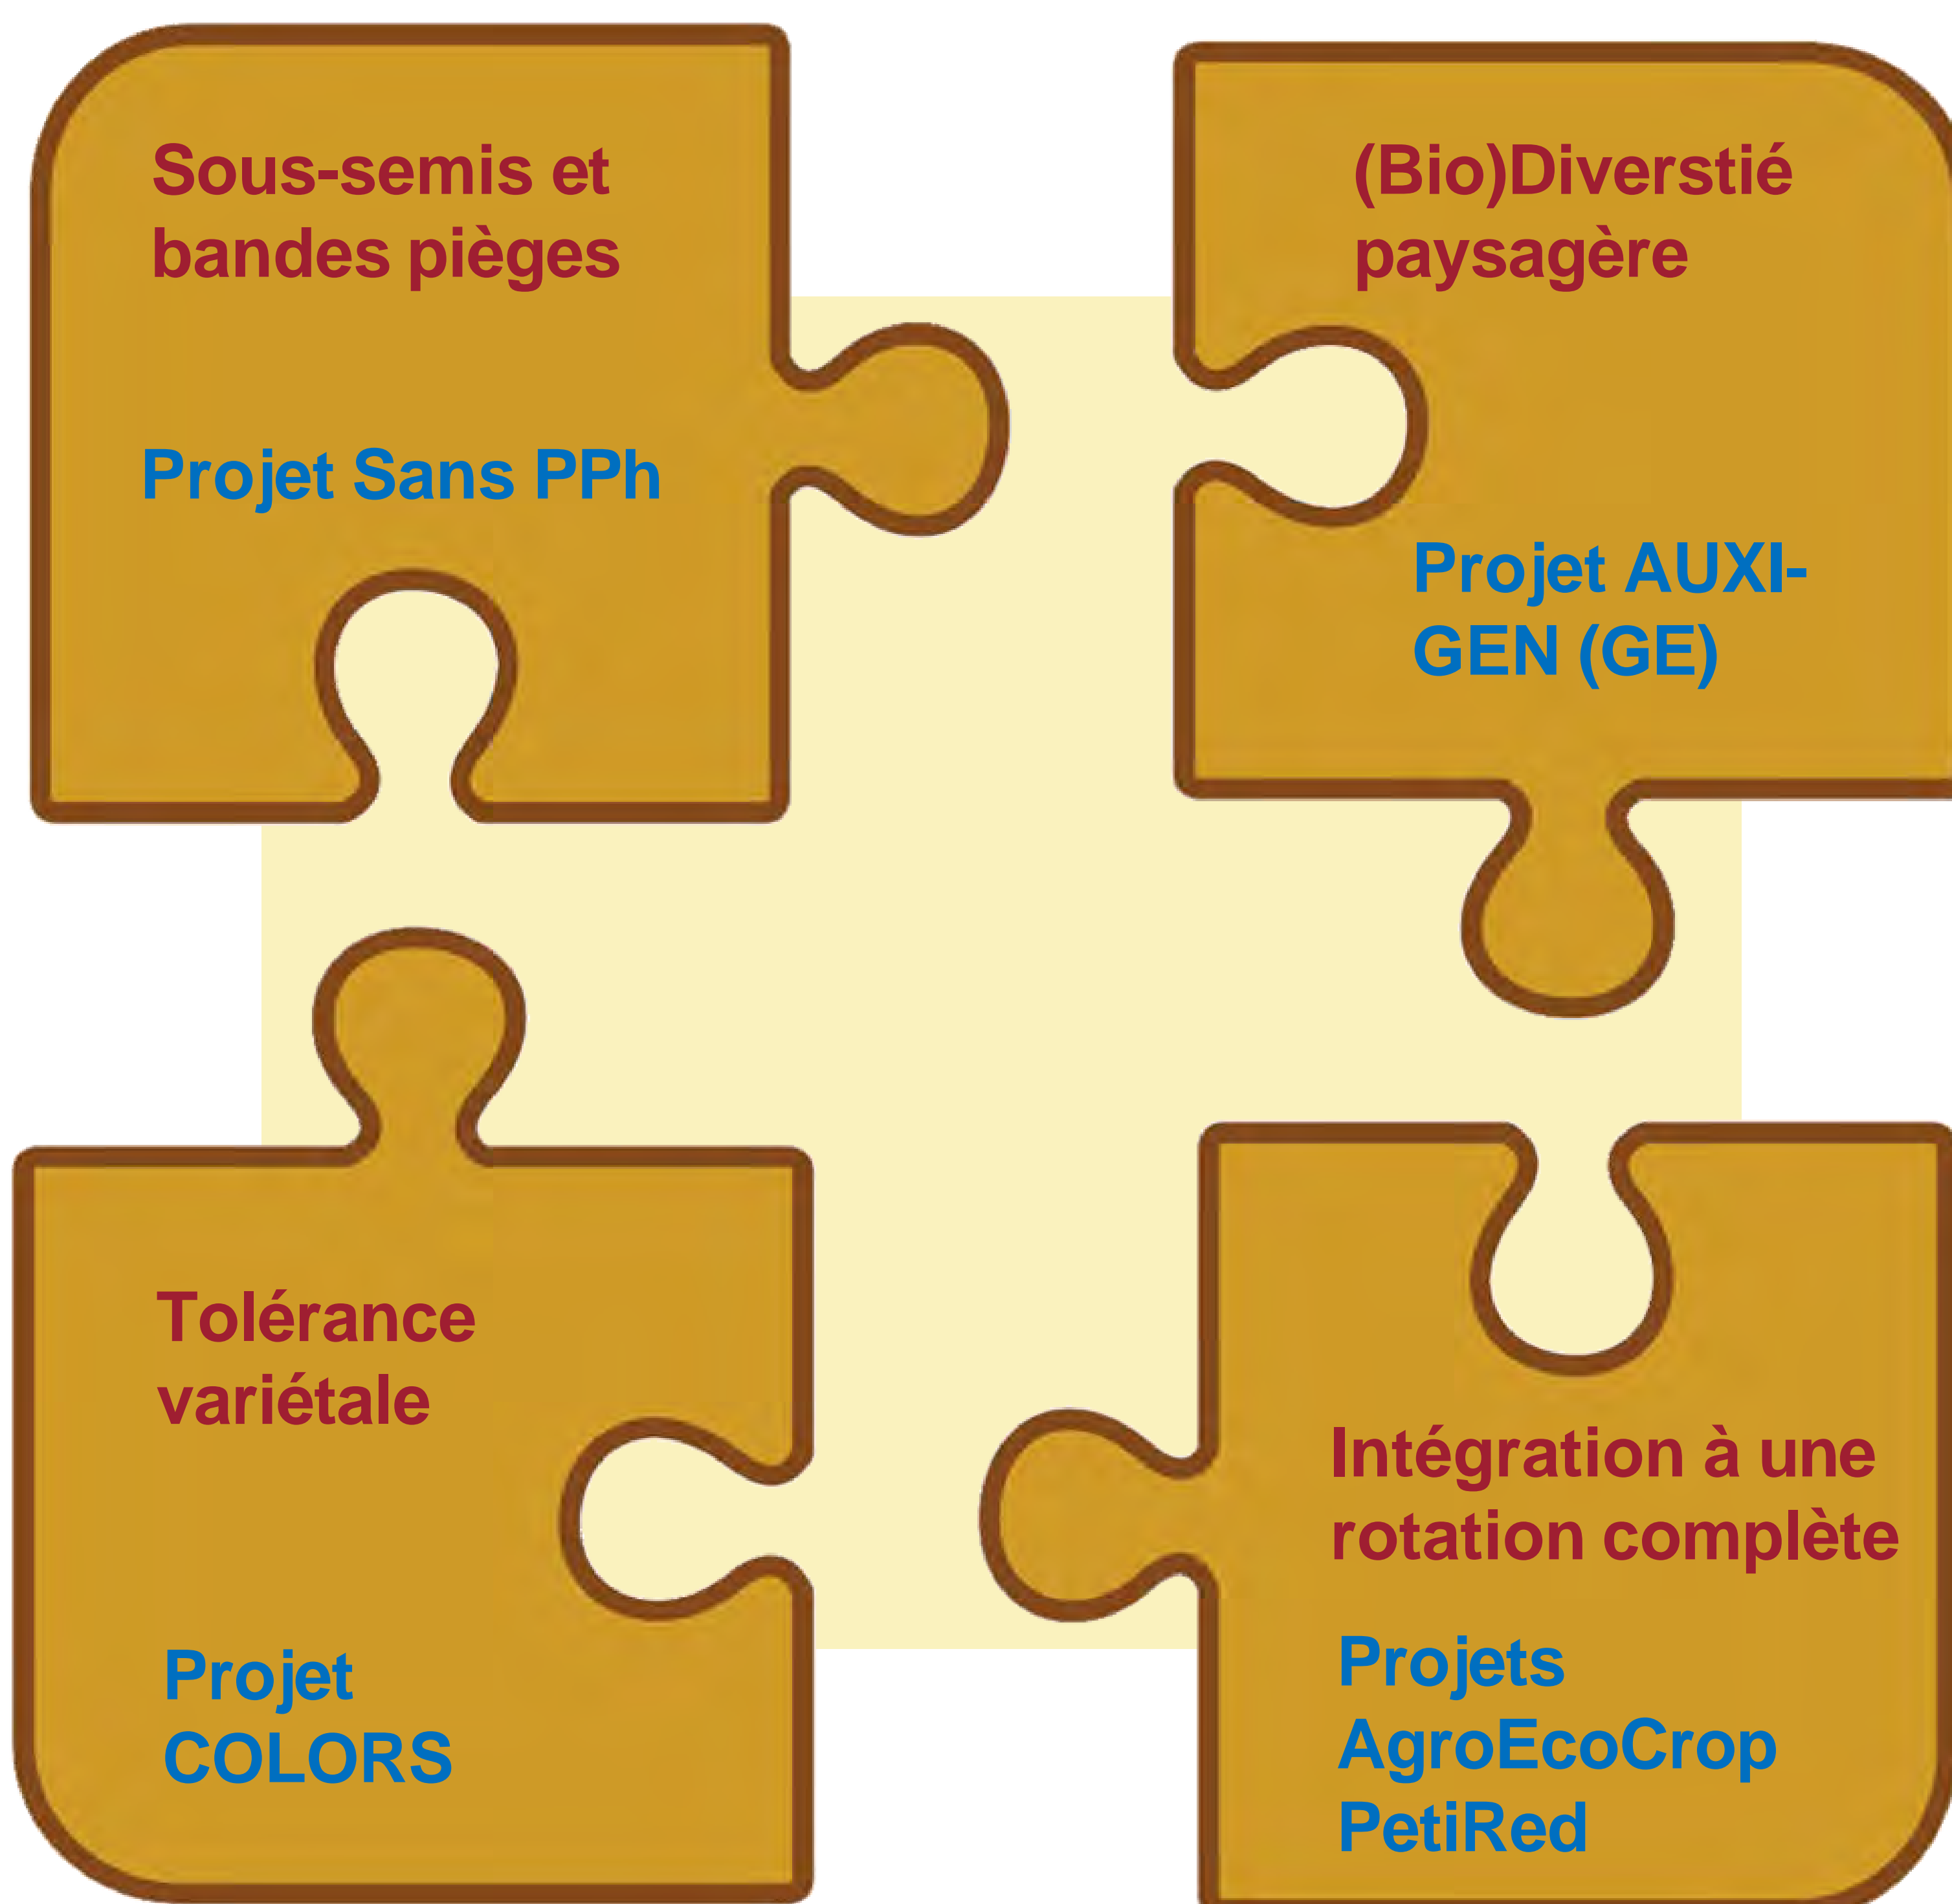 Sous-semis et
bandes pièges
Projet Sans PPh
(Bio)Diverstié
paysagère
Projet AUXI-
GEN (GE)
Tolérance
variétale
Projet
COLORS
Intégration à une
rotation complète
Projets
AgroEcoCrop
PetiRed